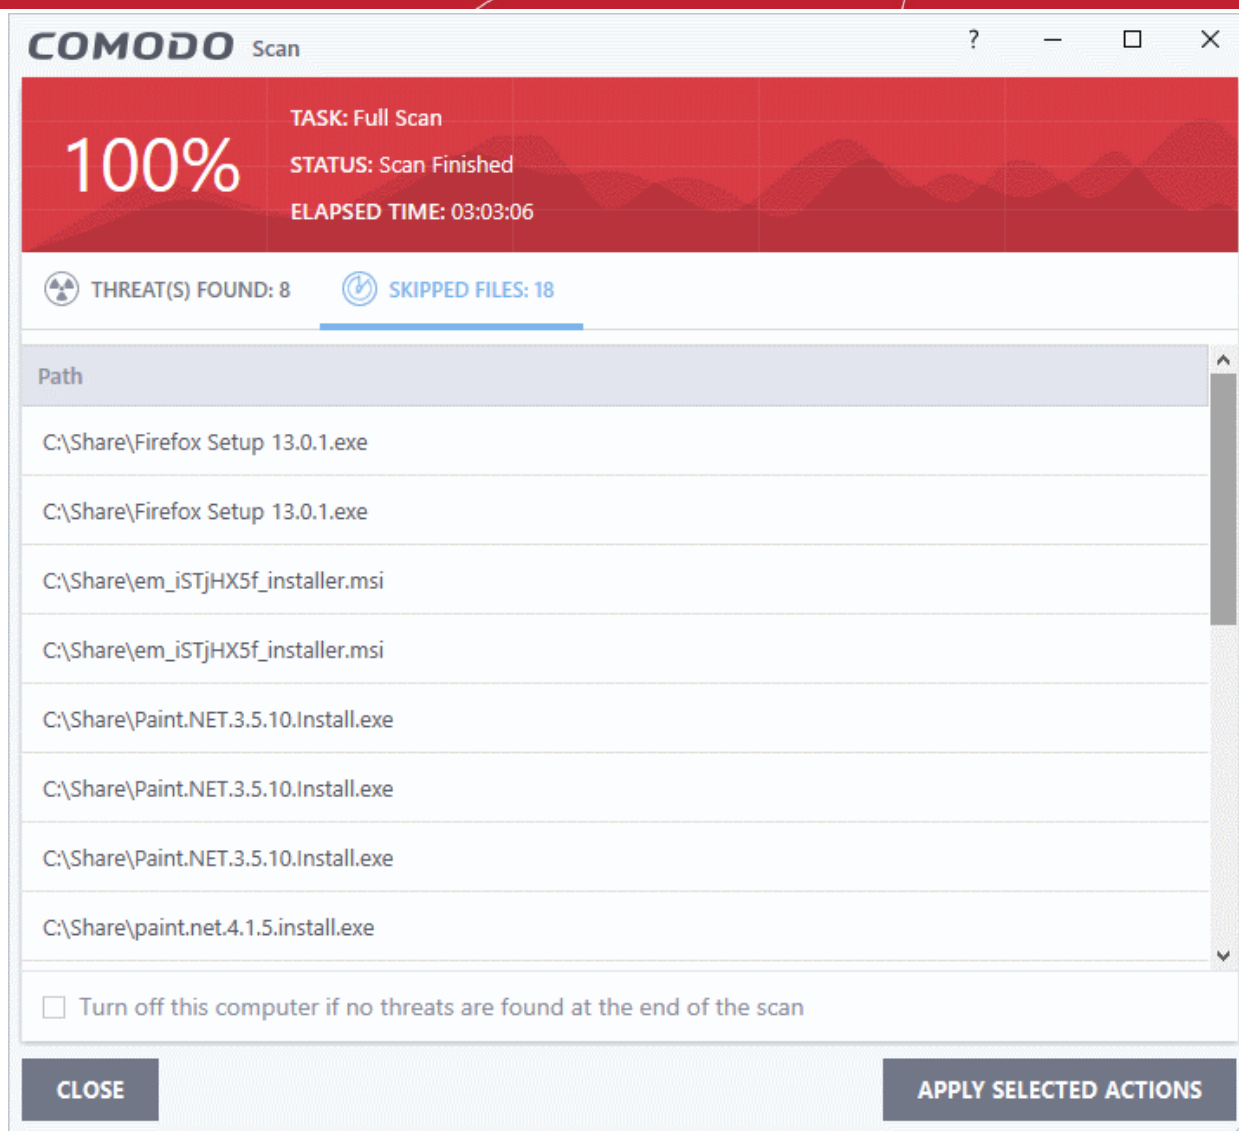 COMODO Scan
?
100%
TASK: Full Scan
STATUS: Scan Finished
ELAPSED TIME: 03:03:06
THREAT(S) FOUND: 8 SKIPPED FILES: 18
Path
C:\Share\Firefox Setup 13.0.1.exe
C:\Share\Firefox Setup 13.0.1.exe
C:\Share\em_iSTjHX5f_installer.msi
C:\Share\em_iSTjHX5f_installer.msi
C:\Share\Paint.NET.3.5.10.Install.exe
C:\Share\Paint.NET.3.5.10.Install.exe
C:\Share\Paint.NET.3.5.10.Install.exe
C:\Share\paint.net.4.1.5.install.exe
Turn off this computer if no threats are found at the end of the scan
CLOSE APPLY SELECTED ACTIONS